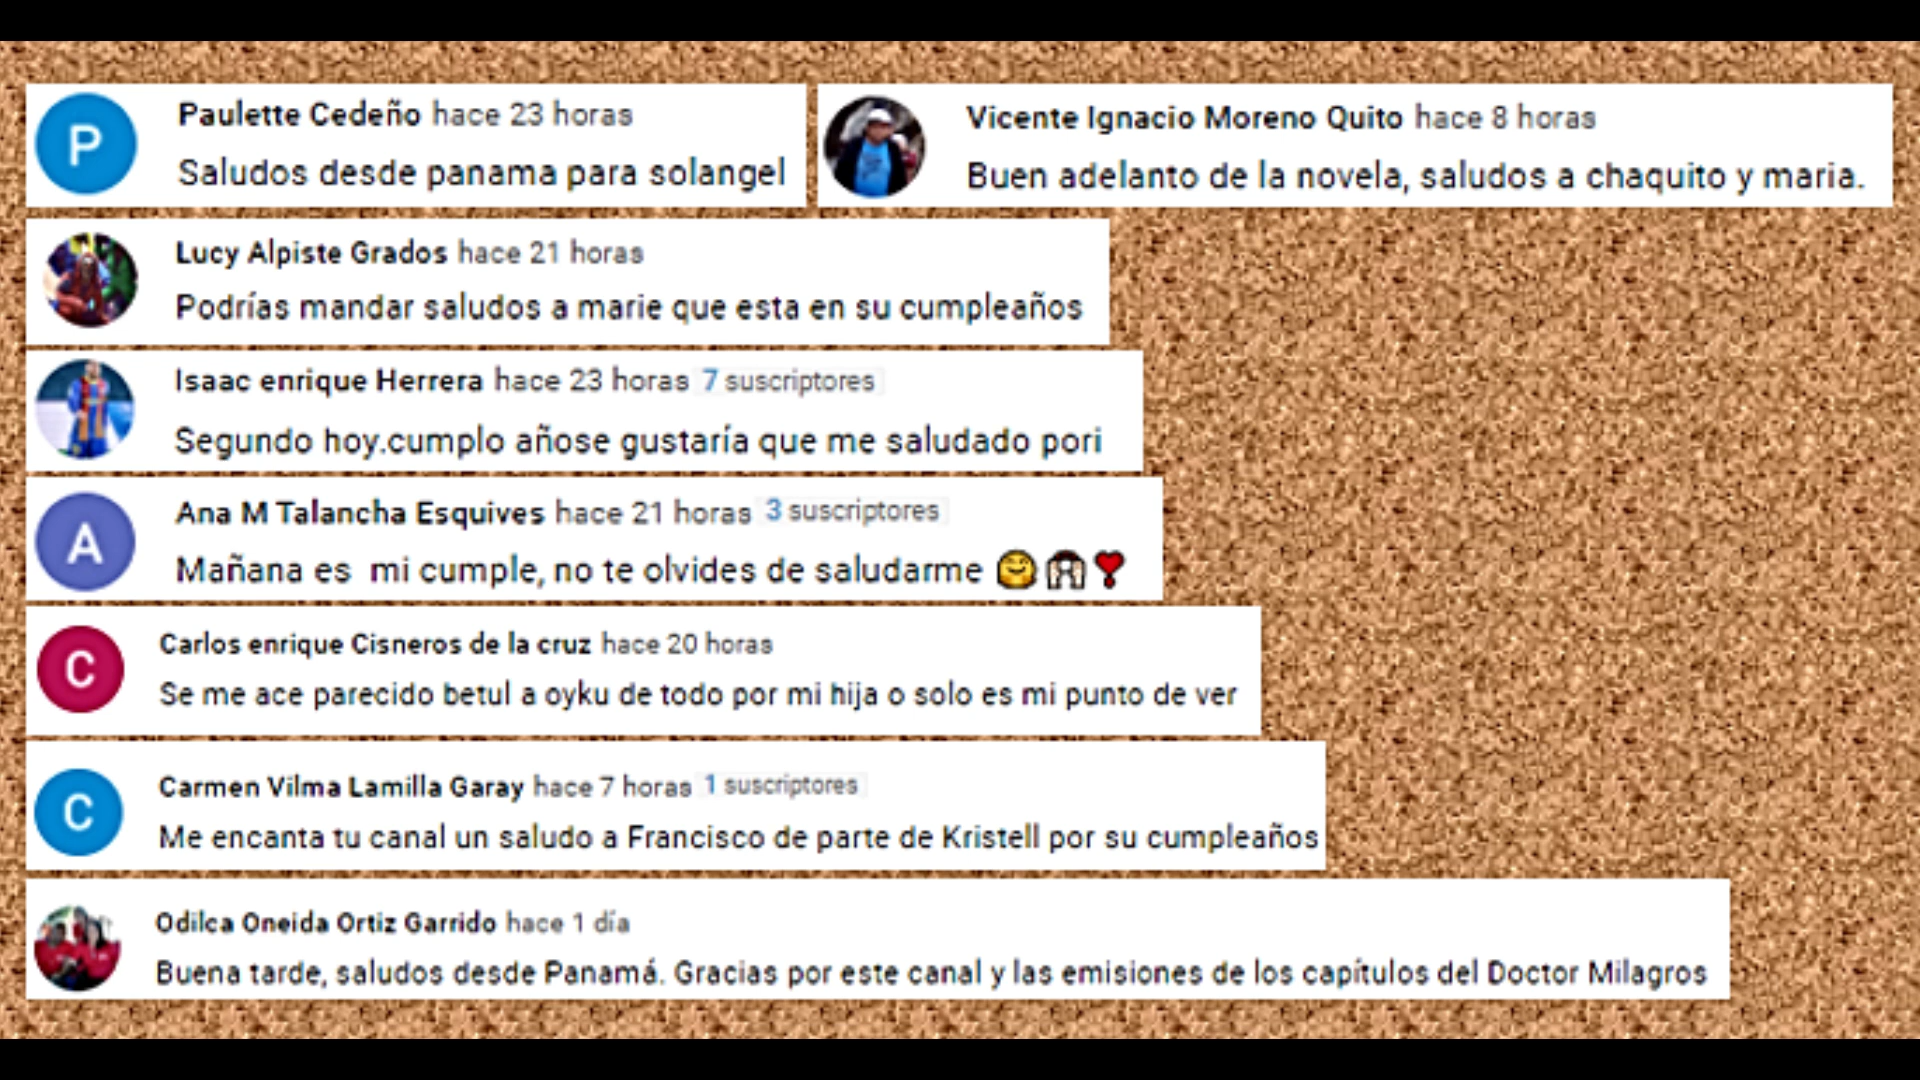 P
Paulette Cedeño hace 23 horas
Saludos desde panama para solangel
Vicente Ignacio Moreno Quito hace 8 horas
Buen adelanto de la novela, saludos a chaquito y maria.
Lucy Alpiste Grados hace 21 horas
Podrías mandar saludos a marie que esta en su cumpleaños
Isaac enrique Herrera hace 23 horas 7 suscriptores
Segundo hoy.cumplo añose gustaría que me saludado pori
A
Ana M Talancha Esquives hace 21 horas 3 suscriptores
Mañana es  mi cumple, no te olvides de saludarme
C
Carlos enrique Cisneros de la cruz hace 20 horas
Se me ace parecido betul a oyku de todo por mi hija o solo es mi punto de ver
C
Carmen Vilma Lamilla Garay hace 7 horas 1 suscriptores
Me encanta tu canal un saludo a Francisco de parte de Kristell por su cumpleaños
Odilca Oneida Ortiz Garrido hace 1 día
Buena tarde, saludos desde Panamá. Gracias por este canal y las emisiones de los capítulos del Doctor Milagros